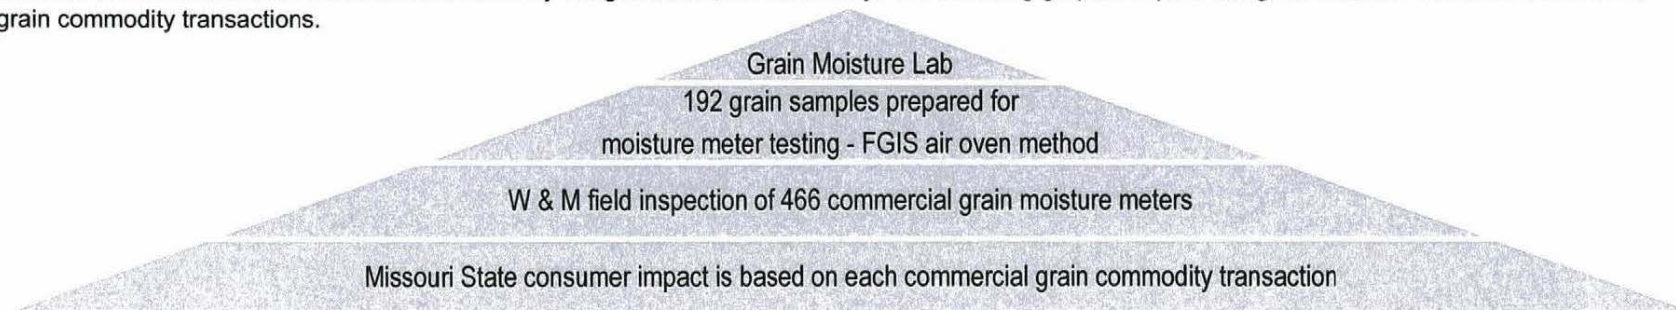 grain commodity transactions.
Grain Moisture Lab
192 grain samples prepared for
moisture meter testing - FGIS air oven method
W & M field inspection of 466 commercial grain moisture meters
Missouri State consumer impact is based on each commercial grain commodity transaction